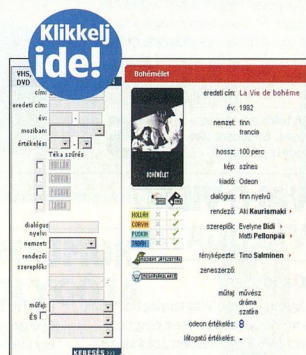 Klikkelj
ide!
VHS,
DVD
cím:
eredeti cím:
év:
-
moziban:
értékelés:
-
Téka szűrés
HOLLÁN
CORVIN
PUSKIN
TABÁN
dialógus
nyelv:
nemzet:
rendező:
szereplők:
műfaj:
ÉS
KERESÉS >>>
Bohémélet
BOHÉMÉLET
HOLLÁN
CORVIN
PUSKIN
TABÁN
eredeti cím: La Vie de bohème
év: 1992
nemzet: finn
francia
hossz: 100 perc
kép: színes
kiadó: Odeon
dialógus: finn nyelvű
rendező: Aki Kaurismaki
szereplők: Evelyne Didi
Matti Pellonpää
fényképezte: Timo Salminen
zeneszerző:
műfaj: művész
dráma
szatíra
odeon értékelés: 8
látogató értékelés: -